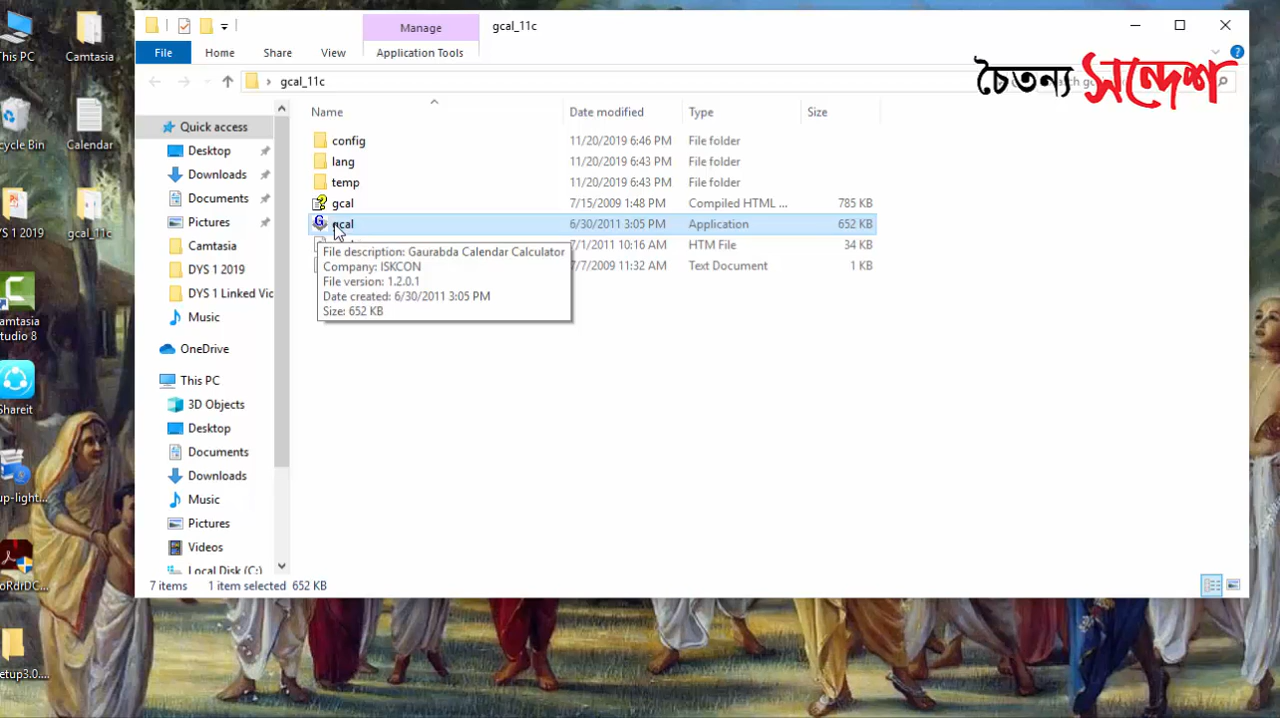 Manage
gcal_11c
File
Home
Share
View
Application Tools
চৈতন্য সন্দেশ
gcal_11c
Name
Date modified
Type
Size
config
11/20/2019 6:46 PM
File folder
lang
11/20/2019 6:43 PM
File folder
temp
11/20/2019 6:43 PM
File folder
gcal
7/15/2009 1:48 PM
Compiled HTML ...
785 KB
gcal
6/30/2011 3:05 PM
Application
652 KB
7/1/2011 10:16 AM
HTM File
34 KB
7/7/2009 11:32 AM
Text Document
1 KB
File description: Gaurabda Calendar Calculator
Company: ISKCON
File version: 1.2.0.1
Date created: 6/30/2011 3:05 PM
Size: 652 KB
Quick access
Desktop
Downloads
Documents
Pictures
Camtasia
DYS 1 2019
DYS 1 Linked Vic
Music
OneDrive
This PC
3D Objects
Desktop
Documents
Downloads
Music
Pictures
Videos
Local Disk (C:)
7 items
1 item selected 652 KB
This PC
Camtasia
cycle Bin
Calendar
YS 1 2019
gcal_11c
Camtasia
tudio 8
Shareit
up-light...
oRdrDC...
etup3.0....